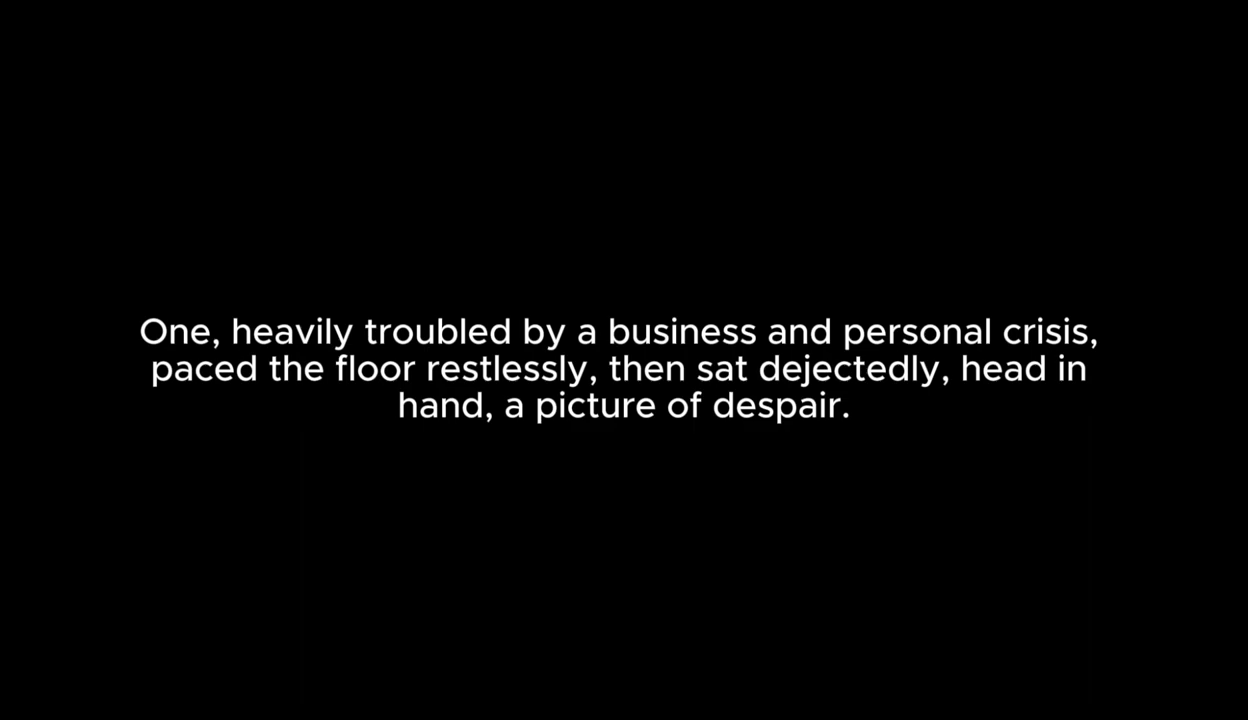 One, heavily troubled by a business and personal crisis,
paced the floor restlessly, then sat dejectedly, head in
hand, a picture of despair.